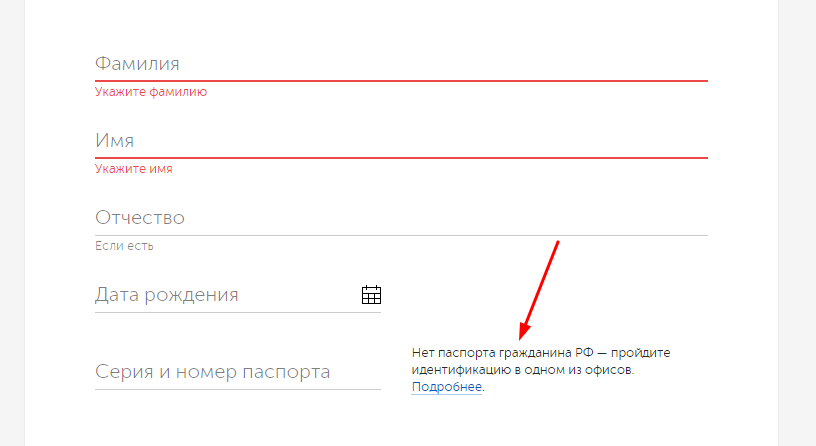 Фамилия
Укажите фамилию
Имя
Укажите имя
Отчество
Если есть
Дата рождения
Серия и номер паспорта
Нет паспорта гражданина РФ — пройдите
идентификацию в одном из офисов.
Подробнее.